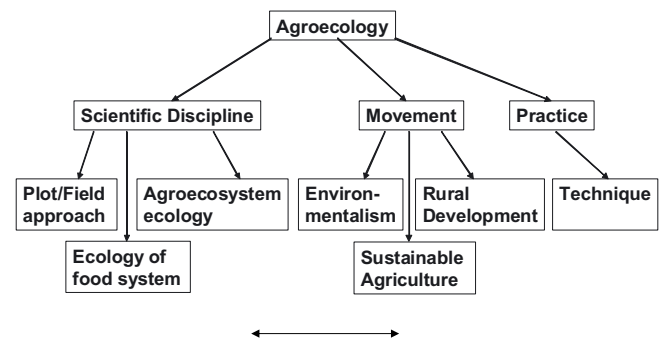 Agroecology
Scientific Discipline
Movement
Practice
Plot/Field
approach
Agroecosystem
ecology
Environ-
mentalism
Rural
Development
Technique
Ecology of
food system
Sustainable
Agriculture